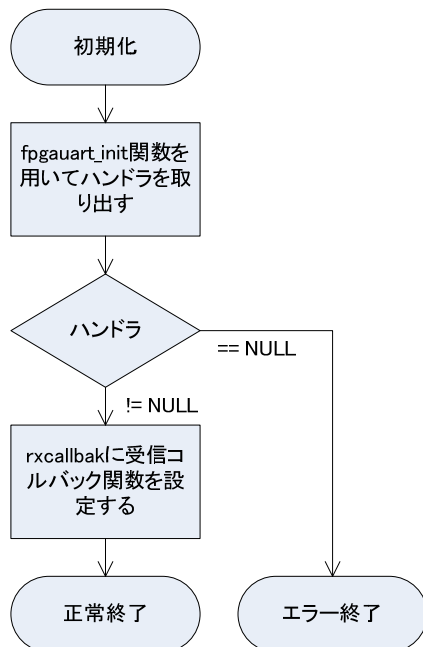 初期化
fpgauart_init関数を
用いてハンドラを取
り出す
ハンドラ
== NULL
!= NULL
rxcallbakに受信コ
ルバック関数を設
定する
正常終了
エラー終了